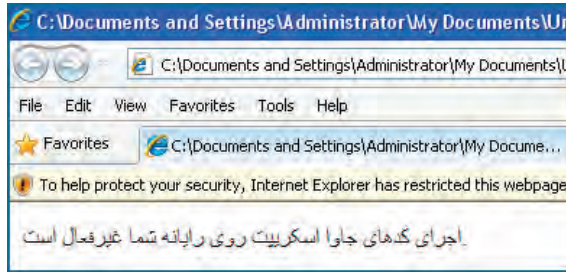 C:\Documents and Settings\Administrator\My Documents\Un
C:\Documents and Settings\Administrator\My Documents\U
File Edit View Favorites Tools Help
Favorites C:\Documents and Settings\Administrator\My Docume...
To help protect your security, Internet Explorer has restricted this webpage
اجرای کدهای جاوا اسکریپت روی رایانه شما غیرفعال است.